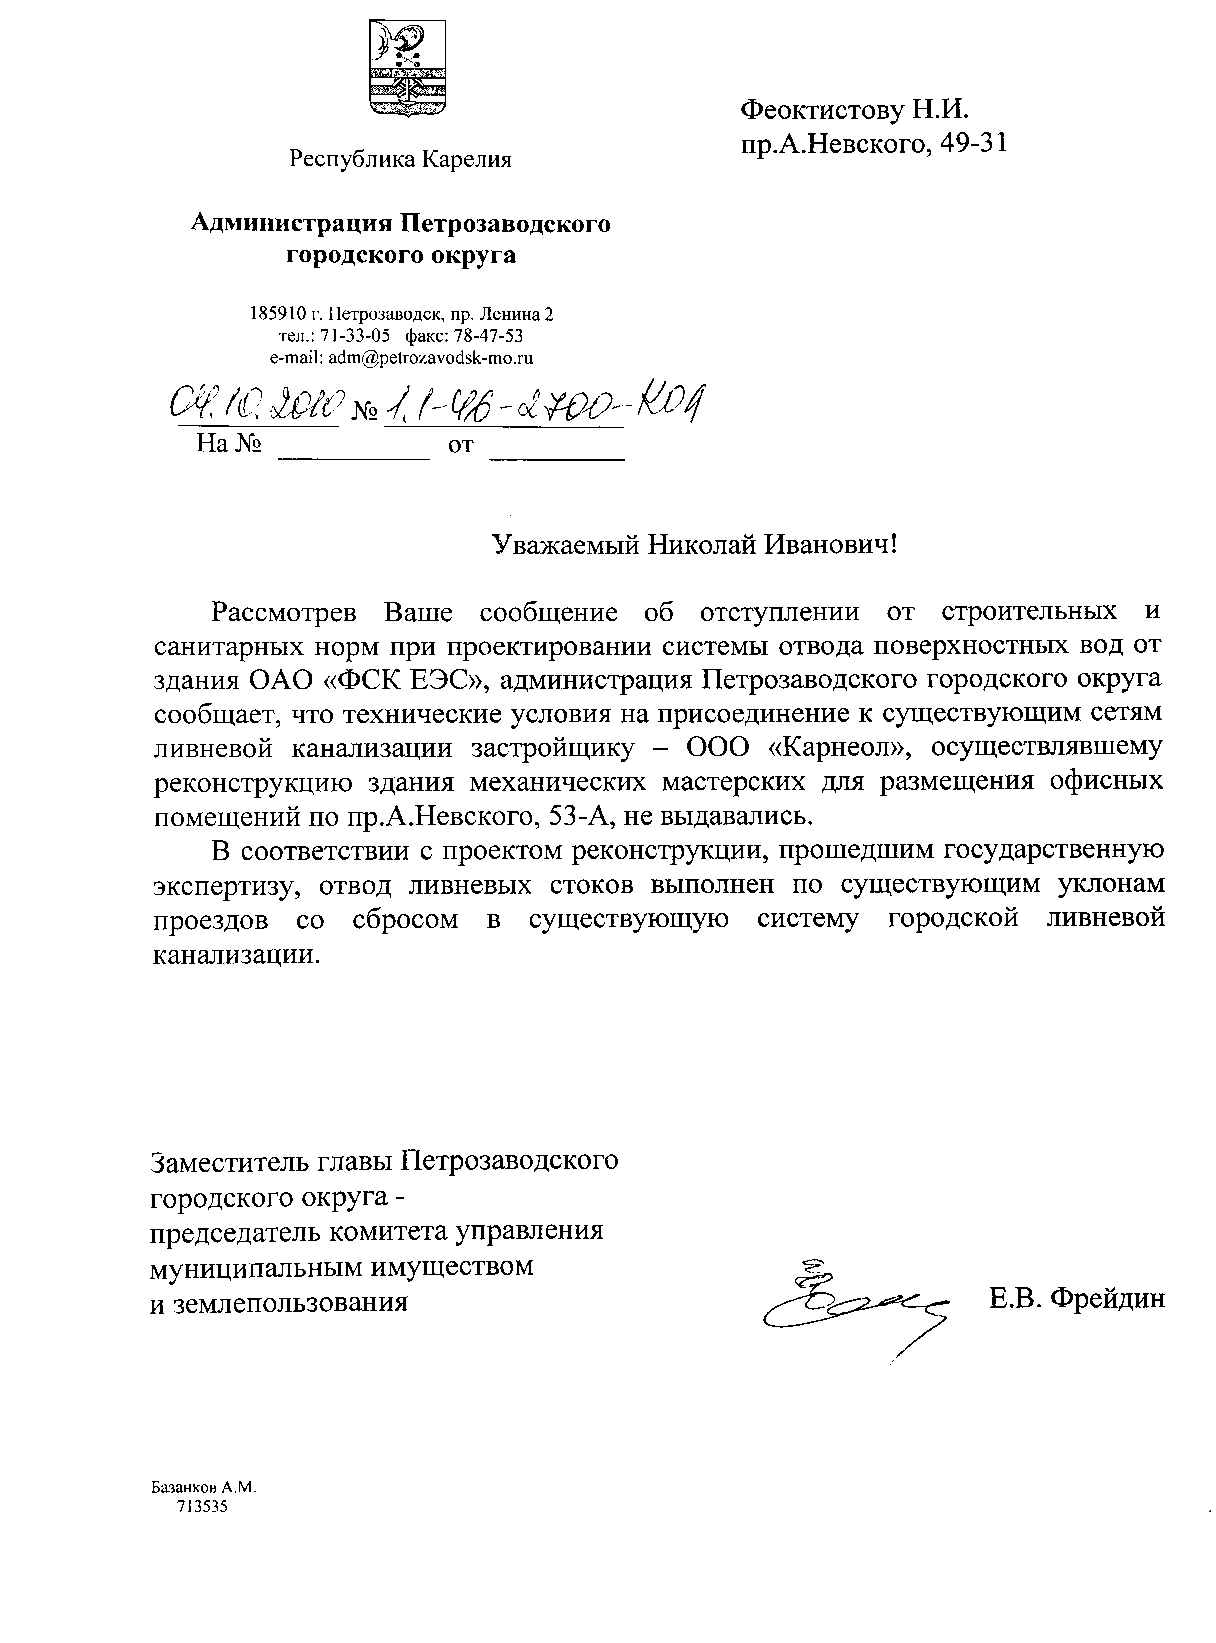 Феоктистову Н.И.
пр.А.Невского, 49-31
Республика Карелия
Администрация Петрозаводского
городского округа
185910 г. Петрозаводск, пр. Ленина 2
тел.: 71-33-05 факс: 78-47-53
e-mail: adm@petrozavodsk-mo.ru
04.10.2010 № 1.1-46-2700-К01
На № ___ от ___
Уважаемый Николай Иванович!
Рассмотрев Ваше сообщение об отступлении от строительных и
санитарных норм при проектировании системы отвода поверхностных вод от
здания ОАО «ФСК ЕЭС», администрация Петрозаводского городского округа
сообщает, что технические условия на присоединение к существующим сетям
ливневой канализации застройщику – ООО «Карнеол», осуществлявшему
реконструкцию здания механических мастерских для размещения офисных
помещений по пр.А.Невского, 53-А, не выдавались.
В соответствии с проектом реконструкции, прошедшим государственную
экспертизу, отвод ливневых стоков выполнен по существующим уклонам
проездов со сбросом в существующую систему городской ливневой
канализации.
Заместитель главы Петрозаводского
городского округа -
председатель комитета управления
муниципальным имуществом
и землепользования
Е.В. Фрейдин
Базанков А.М.
713535